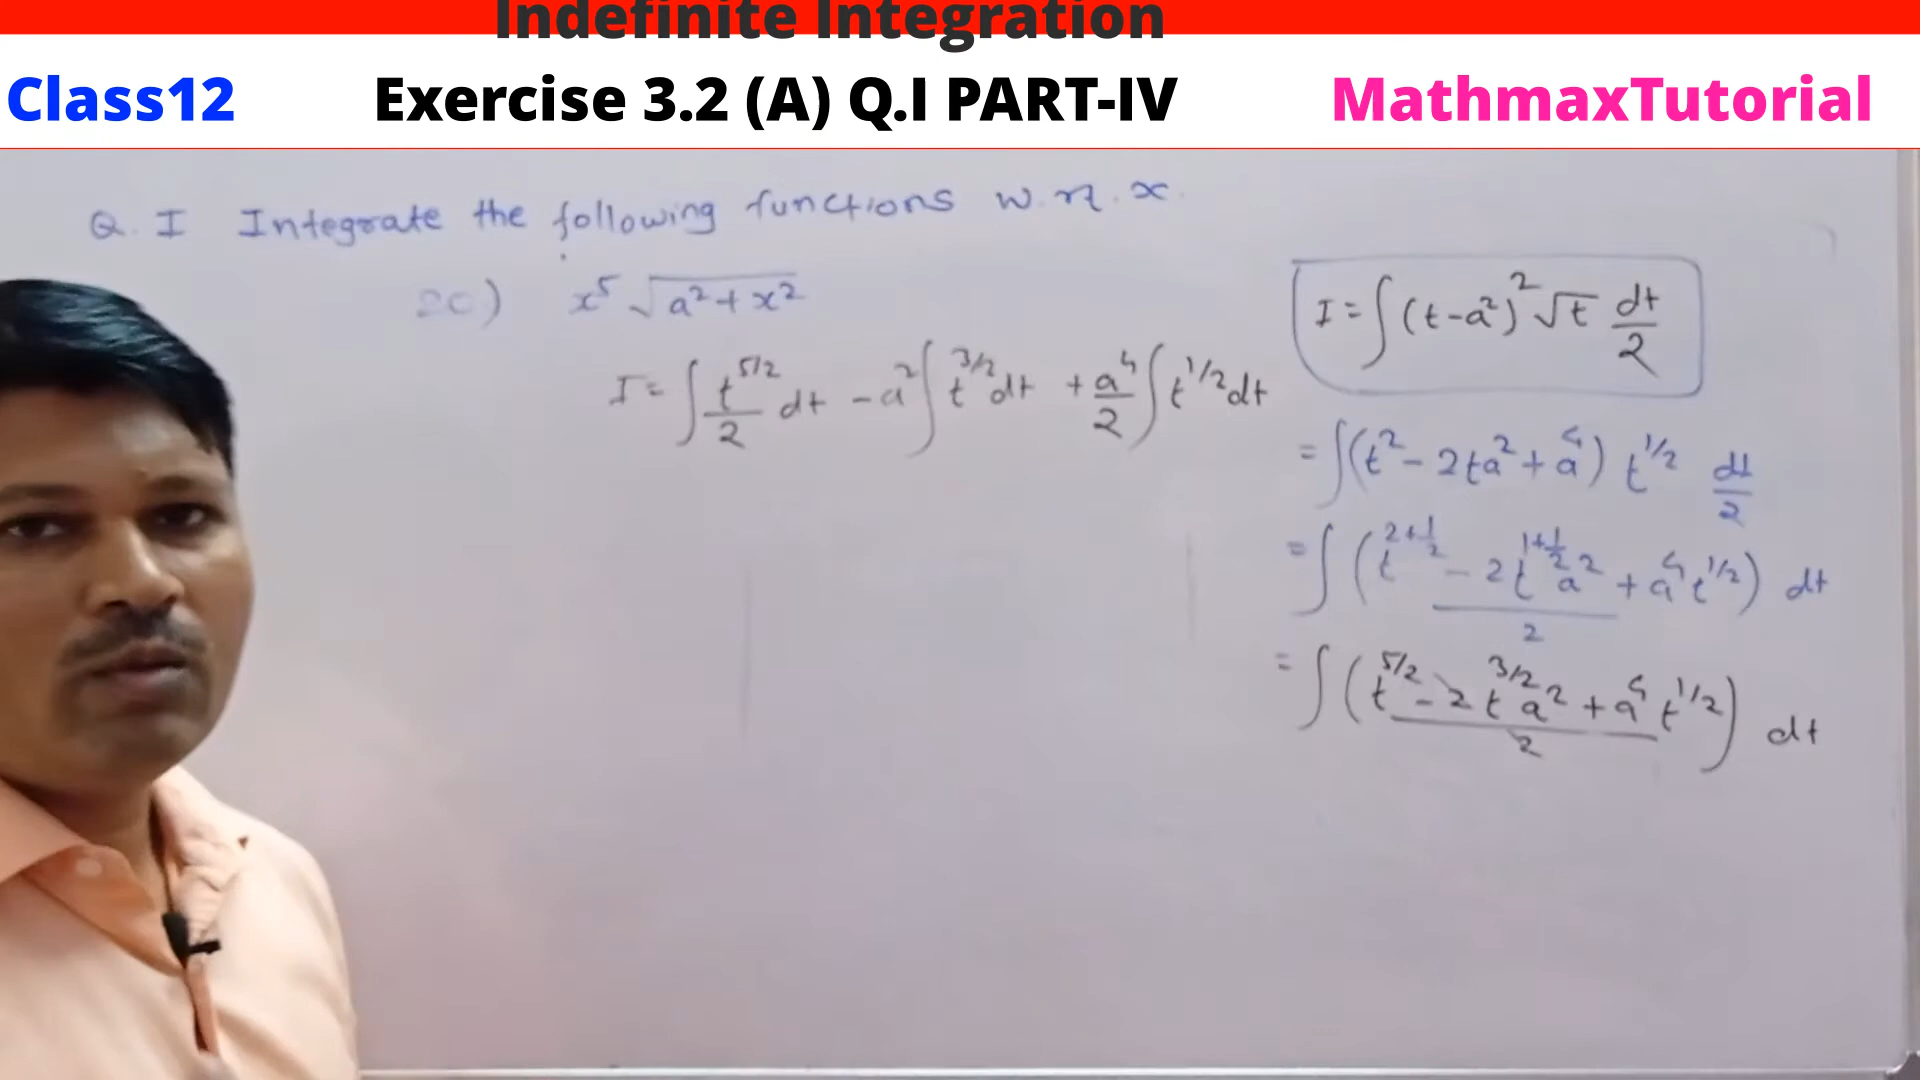 Indefinite Integration
Class12 Exercise 3.2 (A) Q.I PART-IV MathmaxTutorial
Q. I Integrate the following functions w.r.x.
20) x⁵ √(a²+x²)
I = ∫ t^{5/2}/2 dt - a² ∫ t^{3/2} dt + a⁴/2 ∫ t^{1/2} dt
I = ∫ (t-a²)² √t dt/2
= ∫ (t² - 2ta² + a⁴) t^{1/2} dt/2
= ∫ (t^{2+1/2} - 2t^{1+1/2} a² + a⁴ t^{1/2})/2 dt
= ∫ (t^{5/2} - 2 t^{3/2} a² + a⁴ t^{1/2})/2 dt